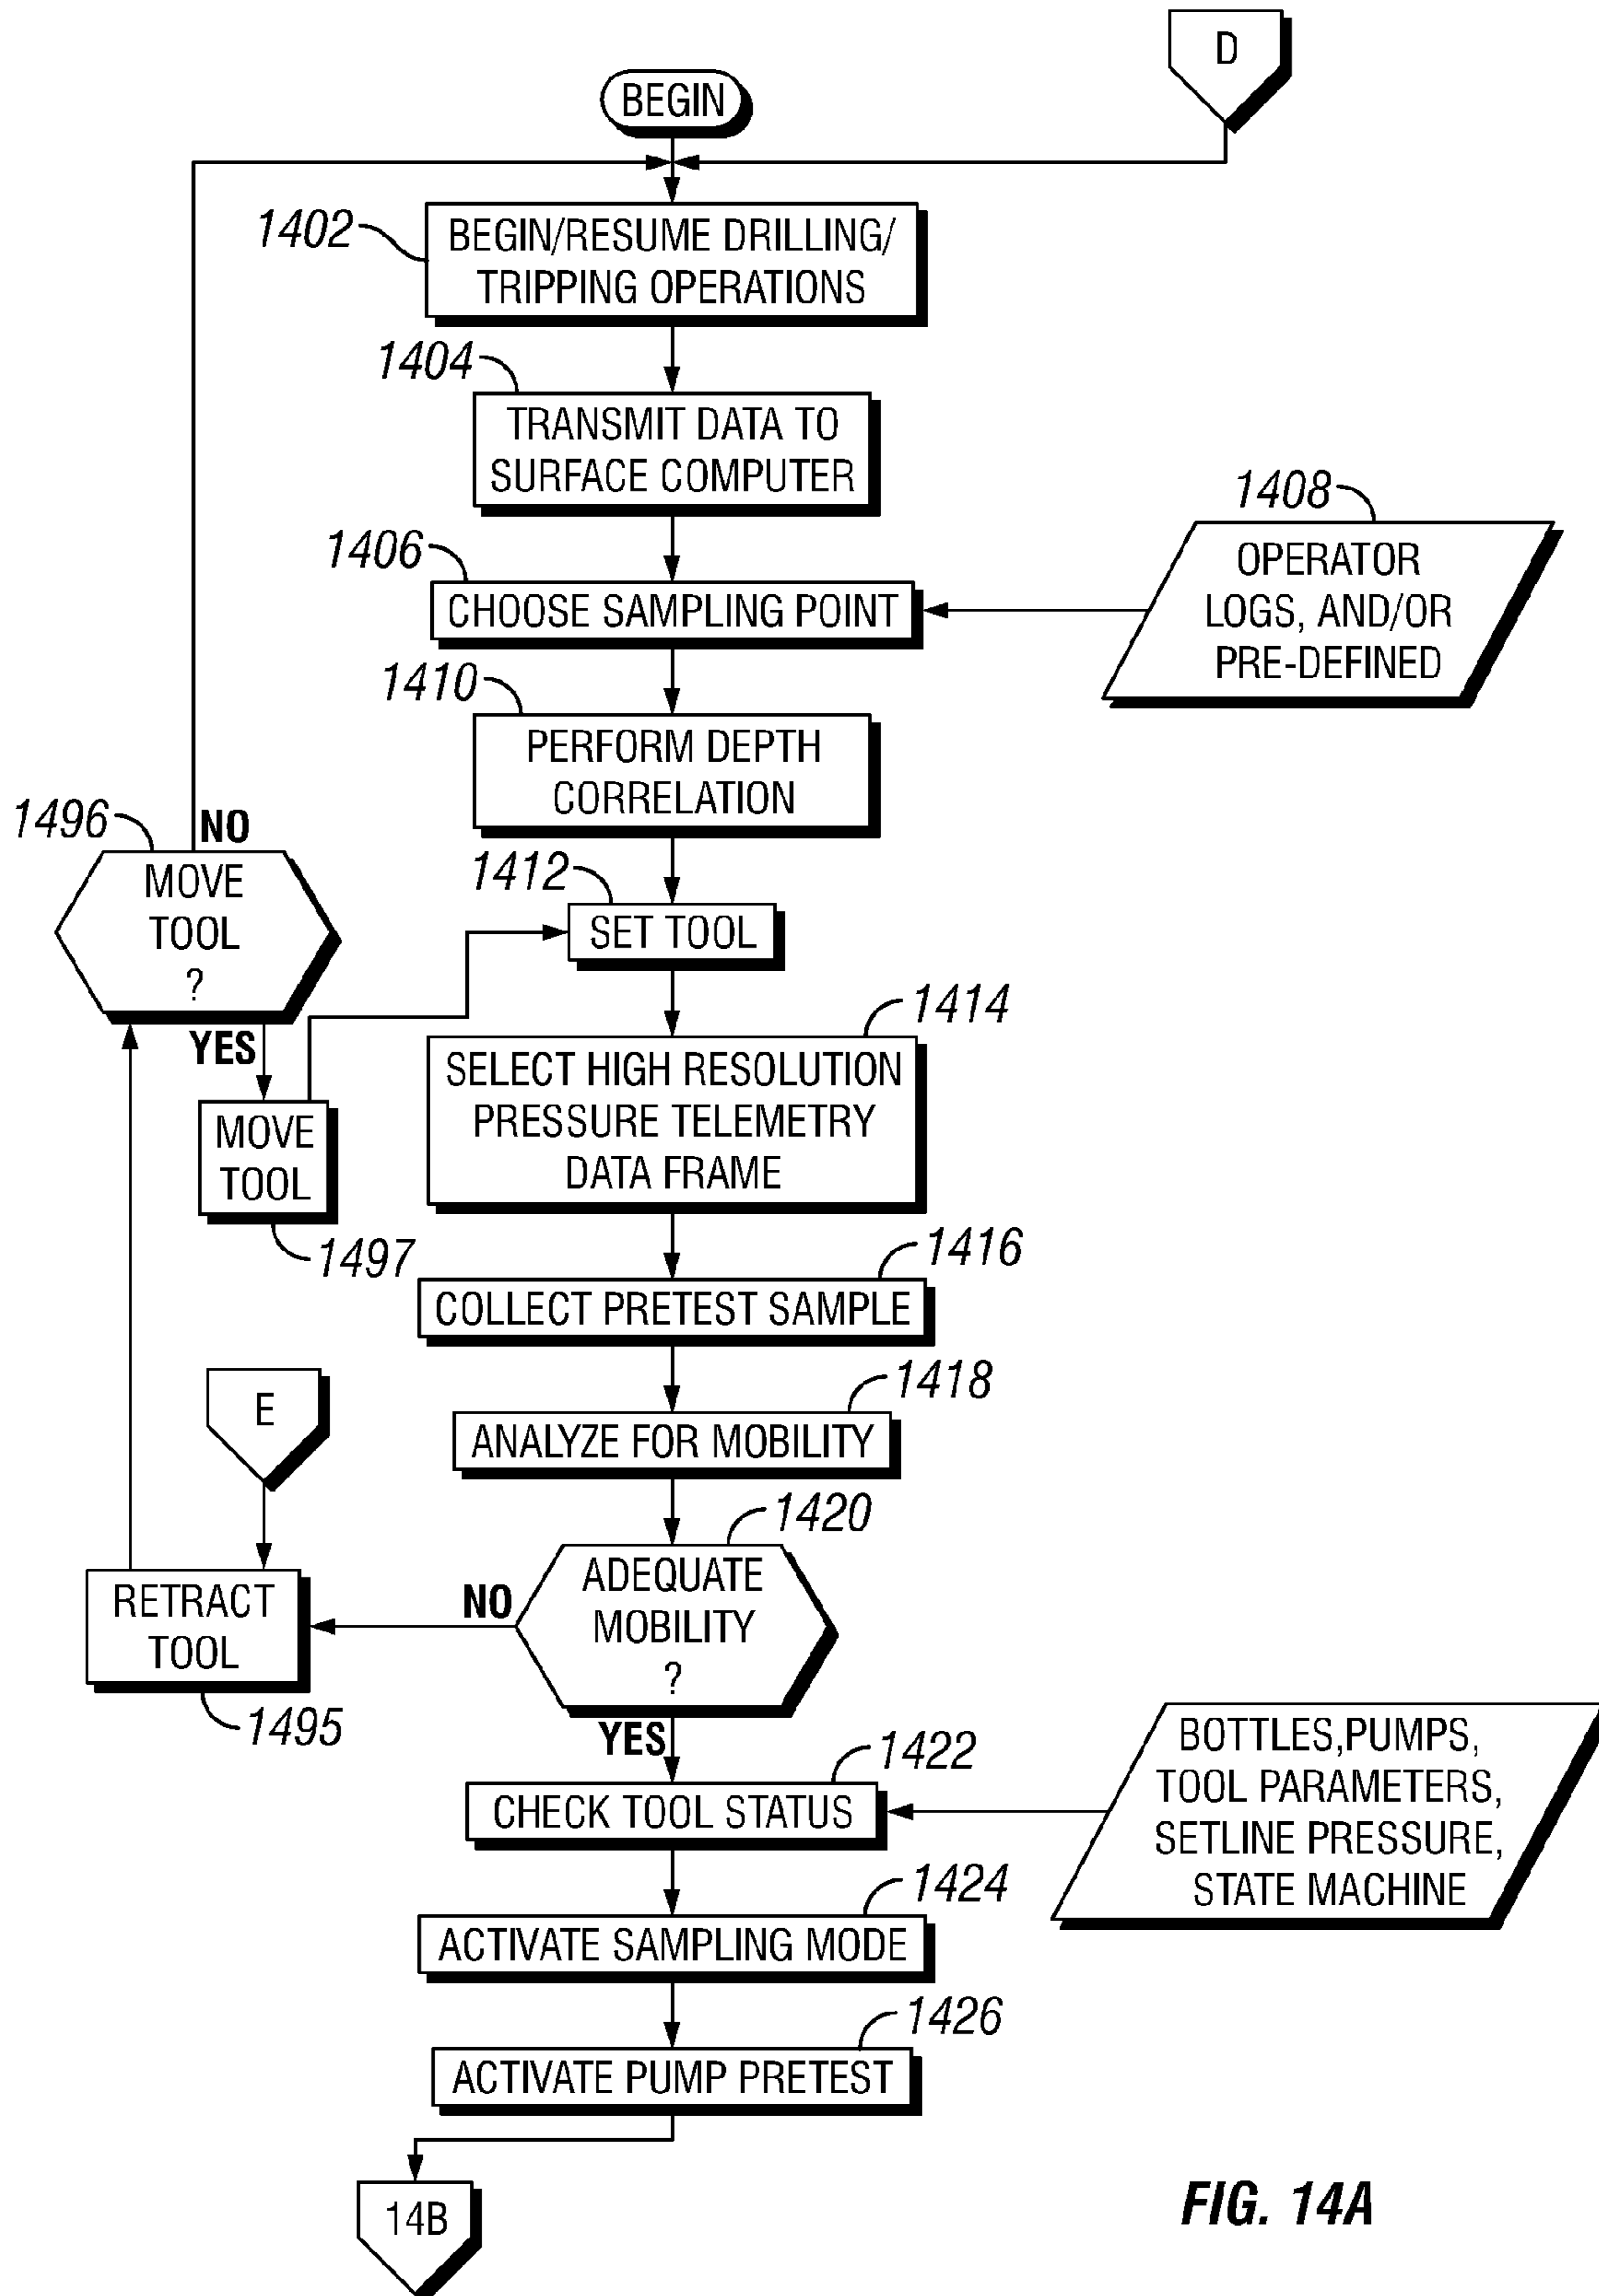 D
BEGIN
1402
BEGIN/RESUME DRILLING/
TRIPPING OPERATIONS
1404
TRANSMIT DATA TO
SURFACE COMPUTER
1406
CHOOSE SAMPLING POINT
1408
OPERATOR
LOGS, AND/OR
PRE-DEFINED
1410
PERFORM DEPTH
CORRELATION
1496
NO
MOVE
TOOL
?
YES
1412
SET TOOL
MOVE
TOOL
1497
1414
SELECT HIGH RESOLUTION
PRESSURE TELEMETRY
DATA FRAME
1416
COLLECT PRETEST SAMPLE
1418
ANALYZE FOR MOBILITY
E
1420
ADEQUATE
MOBILITY
?
NO
RETRACT
TOOL
1495
YES
1422
CHECK TOOL STATUS
BOTTLES,PUMPS,
TOOL PARAMETERS,
SETLINE PRESSURE,
STATE MACHINE
1424
ACTIVATE SAMPLING MODE
1426
ACTIVATE PUMP PRETEST
14B
FIG. 14A